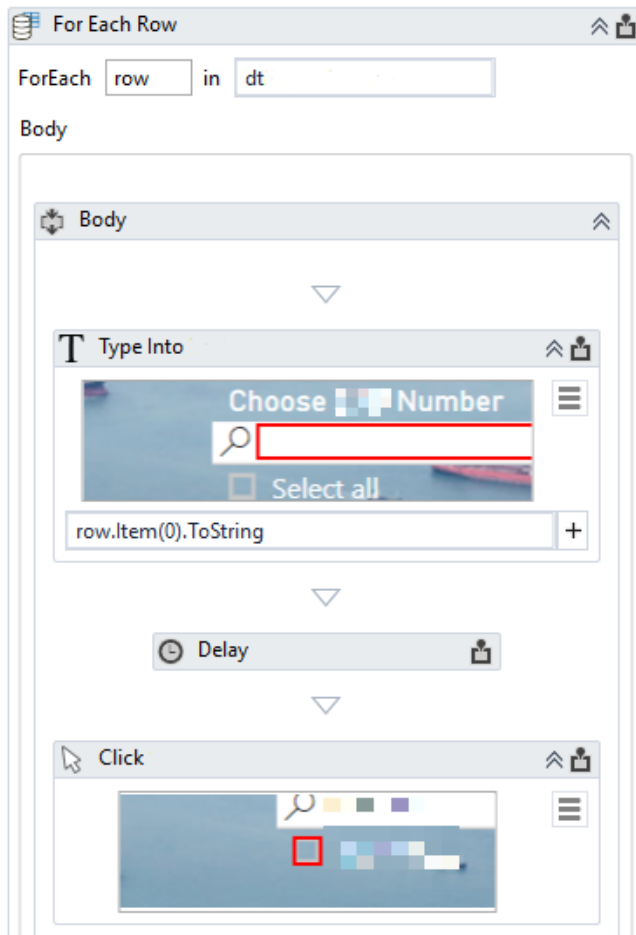 For Each Row
ForEach row in dt
Body
Body
Type Into
Choose Number
Select all
row.Item(0).ToString +
Delay
Click